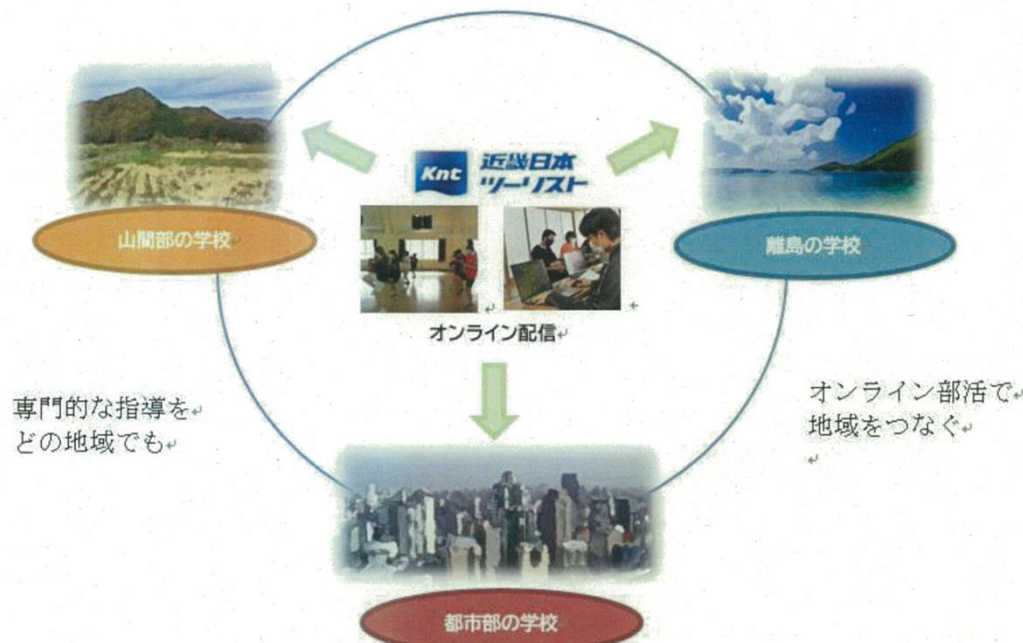 Knt 近畿日本
ツーリスト
山間部の学校
離島の学校
オンライン配信
専門的な指導を
どの地域でも
オンライン部活で
地域をつなぐ
都市部の学校